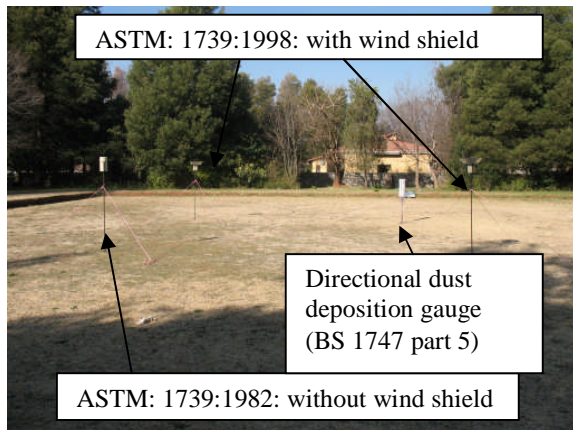 ASTM: 1739:1998: with wind shield
Directional dust
deposition gauge
(BS 1747 part 5)
ASTM: 1739:1982: without wind shield